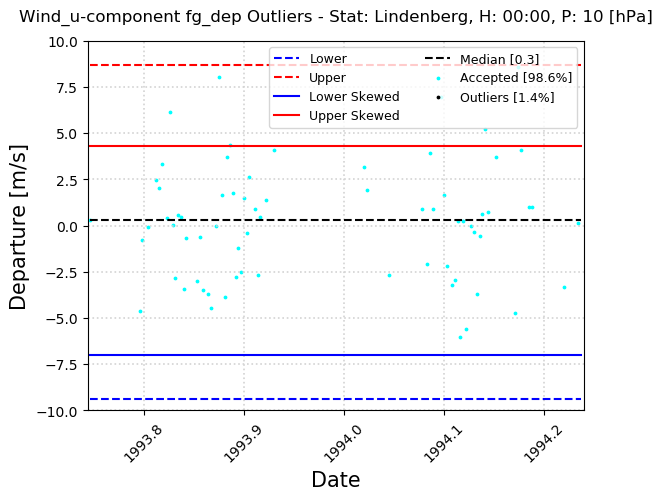 Wind_u-component fg_dep Outliers - Stat: Lindenberg, H: 00:00, P: 10 [hPa]
Lower
Upper
Lower Skewed
Upper Skewed
Median [0.3]
Accepted [98.6%]
Outliers [1.4%]
Departure [m/s]
10.0
7.5
5.0
2.5
0.0
−2.5
−5.0
−7.5
−10.0
1993.8
1993.9
1994.0
1994.1
1994.2
Date